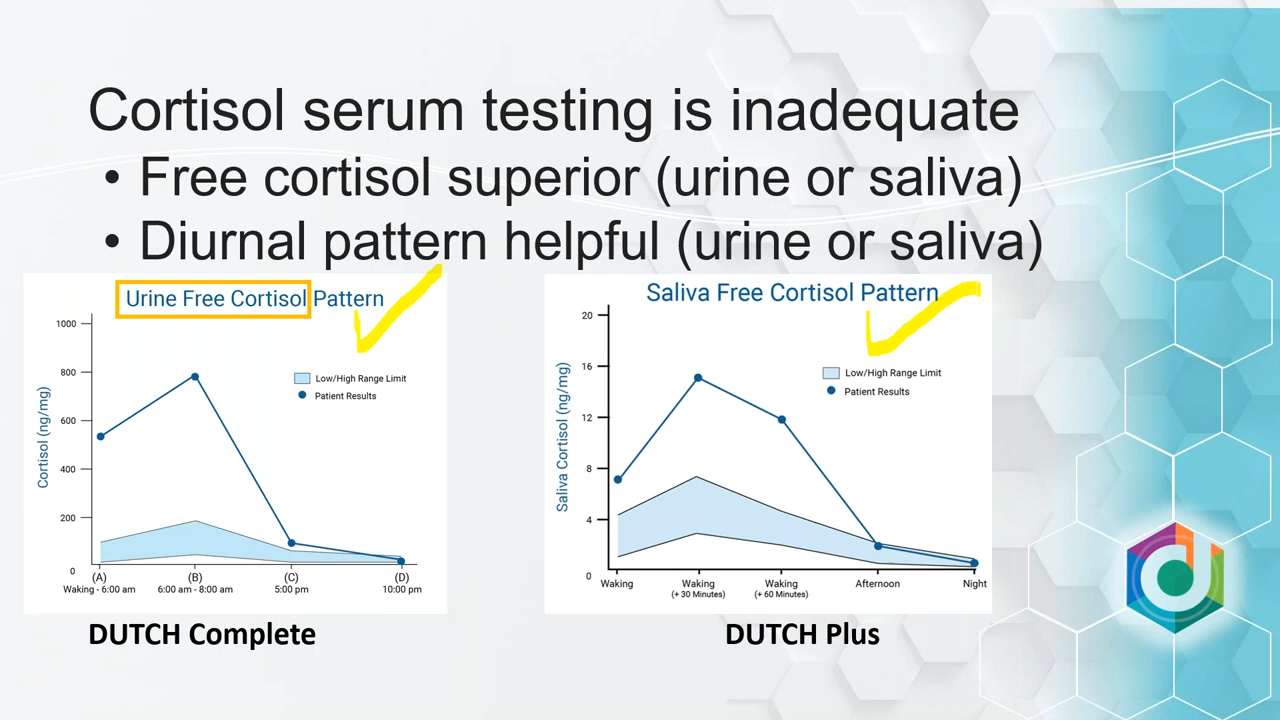 Cortisol serum testing is inadequate
• Free cortisol superior (urine or saliva)
• Diurnal pattern helpful (urine or saliva)
Urine Free Cortisol Pattern
1000
800
600
400
200
0
Cortisol (ng/mg)
Low/High Range Limit
Patient Results
(A)
Waking - 6:00 am
(B)
6:00 am - 8:00 am
(C)
5:00 pm
(D)
10:00 pm
DUTCH Complete
Saliva Free Cortisol Pattern
20
16
12
8
4
0
Saliva Cortisol (ng/mg)
Low/High Range Limit
Patient Results
Waking
Waking
(+ 30 Minutes)
Waking
(+ 60 Minutes)
Afternoon
Night
DUTCH Plus
d